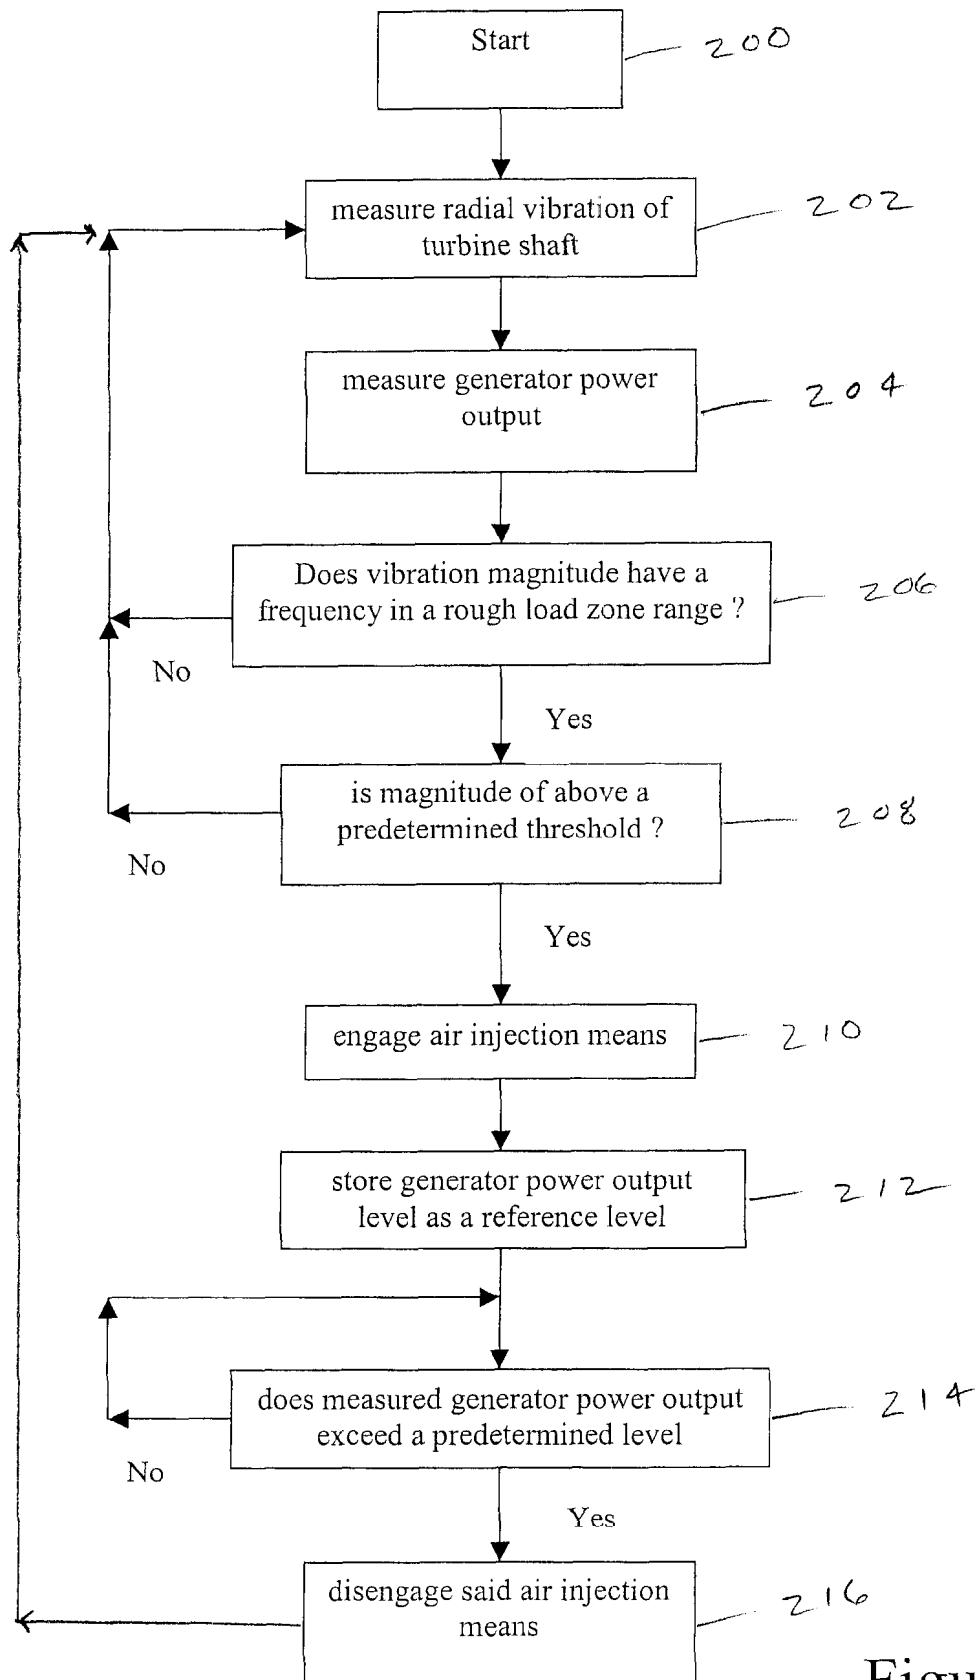 Start
200
measure radial vibration of
turbine shaft
202
measure generator power
output
204
Does vibration magnitude have a
frequency in a rough load zone range ?
206
No
Yes
is magnitude of above a
predetermined threshold ?
208
No
Yes
engage air injection means
210
store generator power output
level as a reference level
212
does measured generator power output
exceed a predetermined level
214
No
Yes
disengage said air injection
means
216